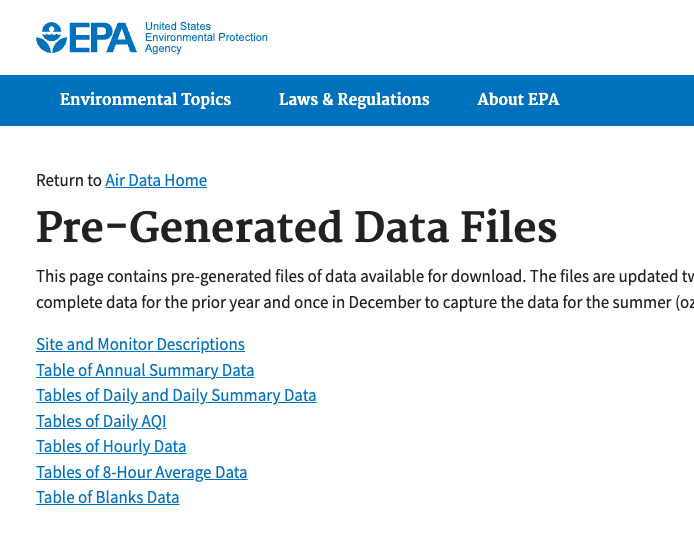 EPA
United States
Environmental Protection
Agency
Environmental Topics
Laws & Regulations
About EPA
Return to Air Data Home
Pre-Generated Data Files
This page contains pre-generated files of data available for download. The files are updated tw
complete data for the prior year and once in December to capture the data for the summer (oz
Site and Monitor Descriptions
Table of Annual Summary Data
Tables of Daily and Daily Summary Data
Tables of Daily AQI
Tables of Hourly Data
Tables of 8-Hour Average Data
Table of Blanks Data